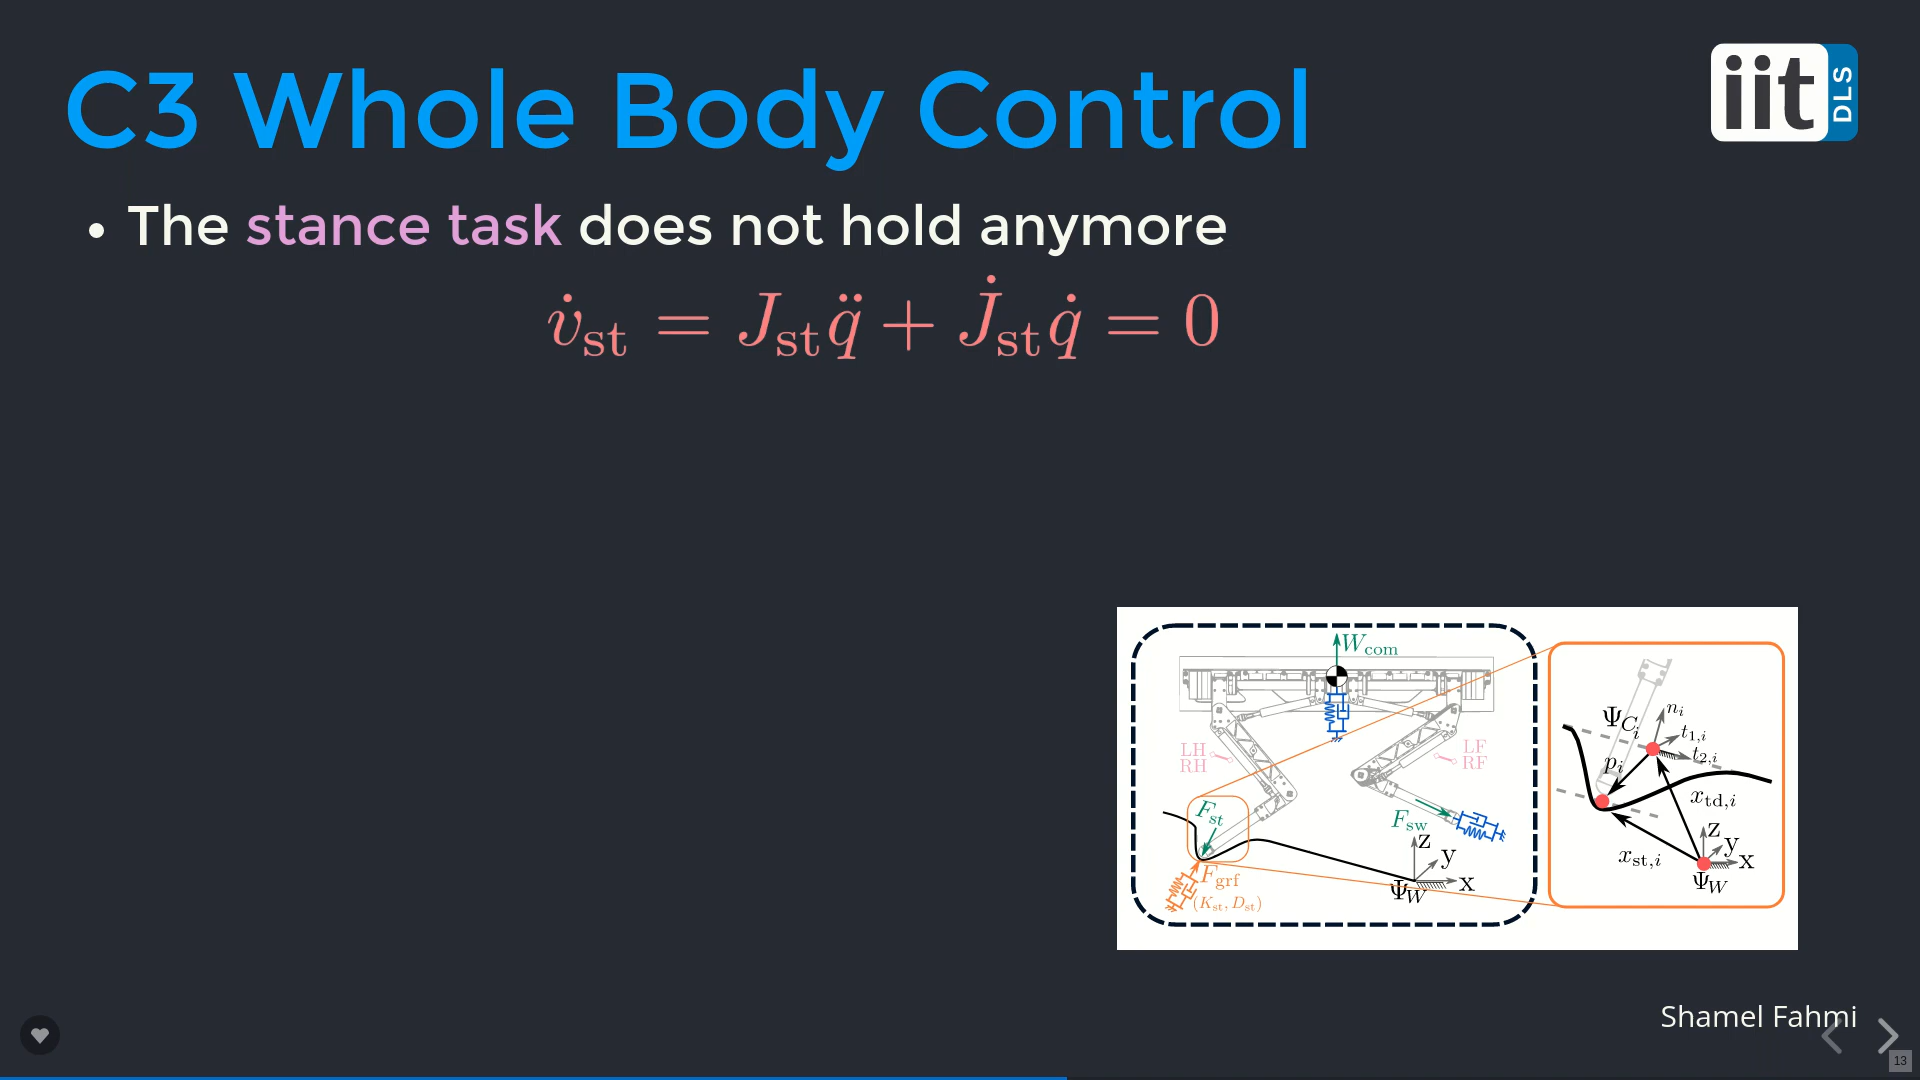 C3 Whole Body Control
iit DLS
• The stance task does not hold anymore
v̇_st = J_st q̈ + J̇_st q̇ = 0
W_com
LH
RH
LF
RF
F_st
F_sw
F_grf
(K_st, D_st)
z
y
x
Ψ_W
Ψ_C_i
n_i
t_1,i
t_2,i
p_i
x_td,i
x_st,i
z
y
x
Ψ_W
Shamel Fahmi
13